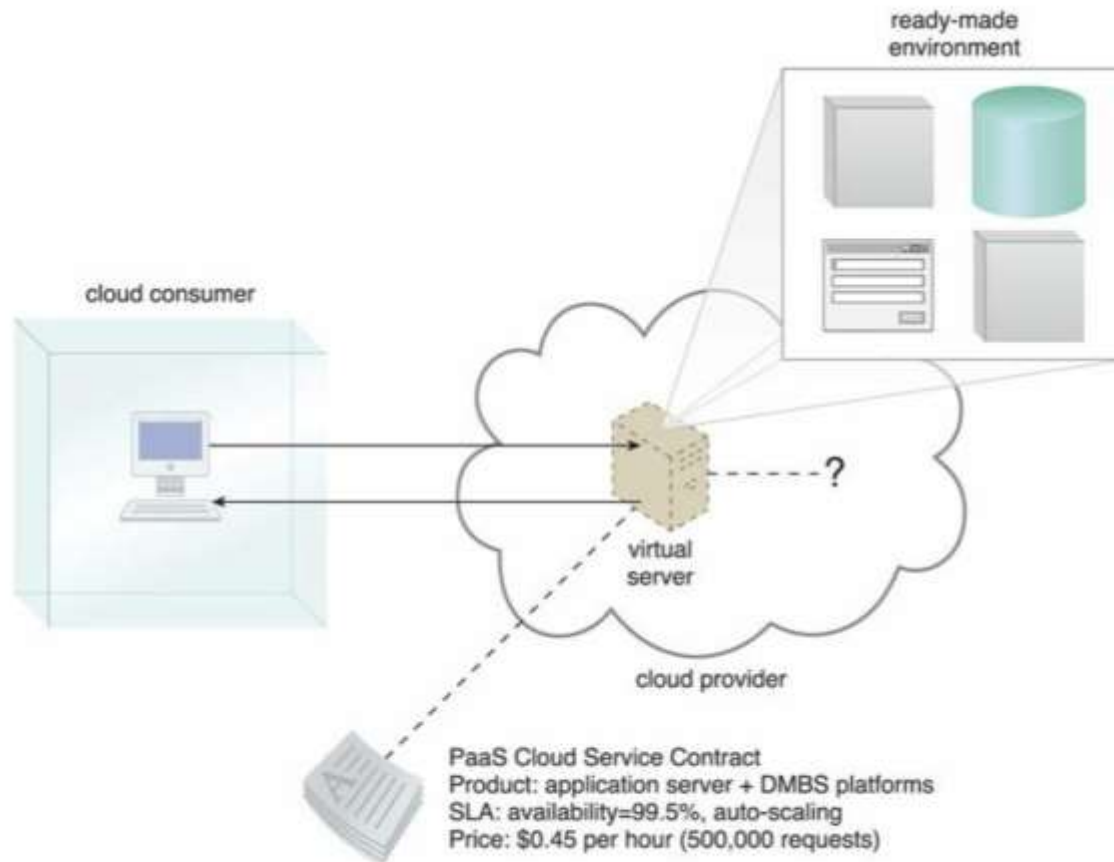 ready-made
environment
cloud consumer
?
virtual
server
cloud provider
A
PaaS Cloud Service Contract
Product: application server + DMBS platforms
SLA: availability=99.5%, auto-scaling
Price: $0.45 per hour (500,000 requests)